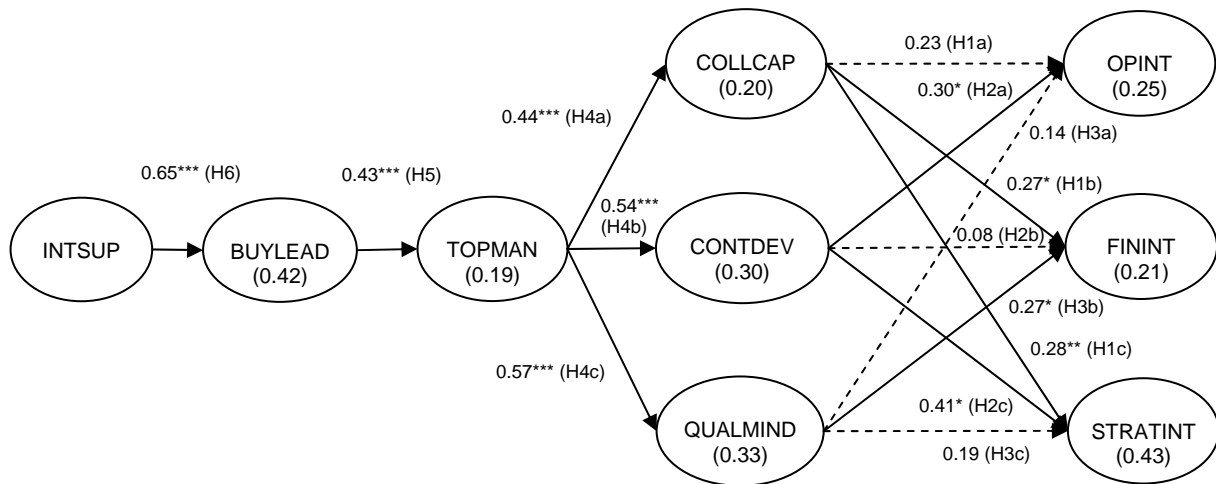 COLLCAP
(0.20)
0.23 (H1a)
OPINT
(0.25)
0.30* (H2a)
0.44*** (H4a)
0.14 (H3a)
0.65*** (H6)
0.43*** (H5)
0.27* (H1b)
0.54***
(H4b)
INTSUP
BUYLEAD
(0.42)
TOPMAN
(0.19)
CONTDEV
(0.30)
0.08 (H2b)
FININT
(0.21)
0.27* (H3b)
0.28** (H1c)
0.57*** (H4c)
0.41* (H2c)
QUALMIND
(0.33)
STRATINT
(0.43)
0.19 (H3c)